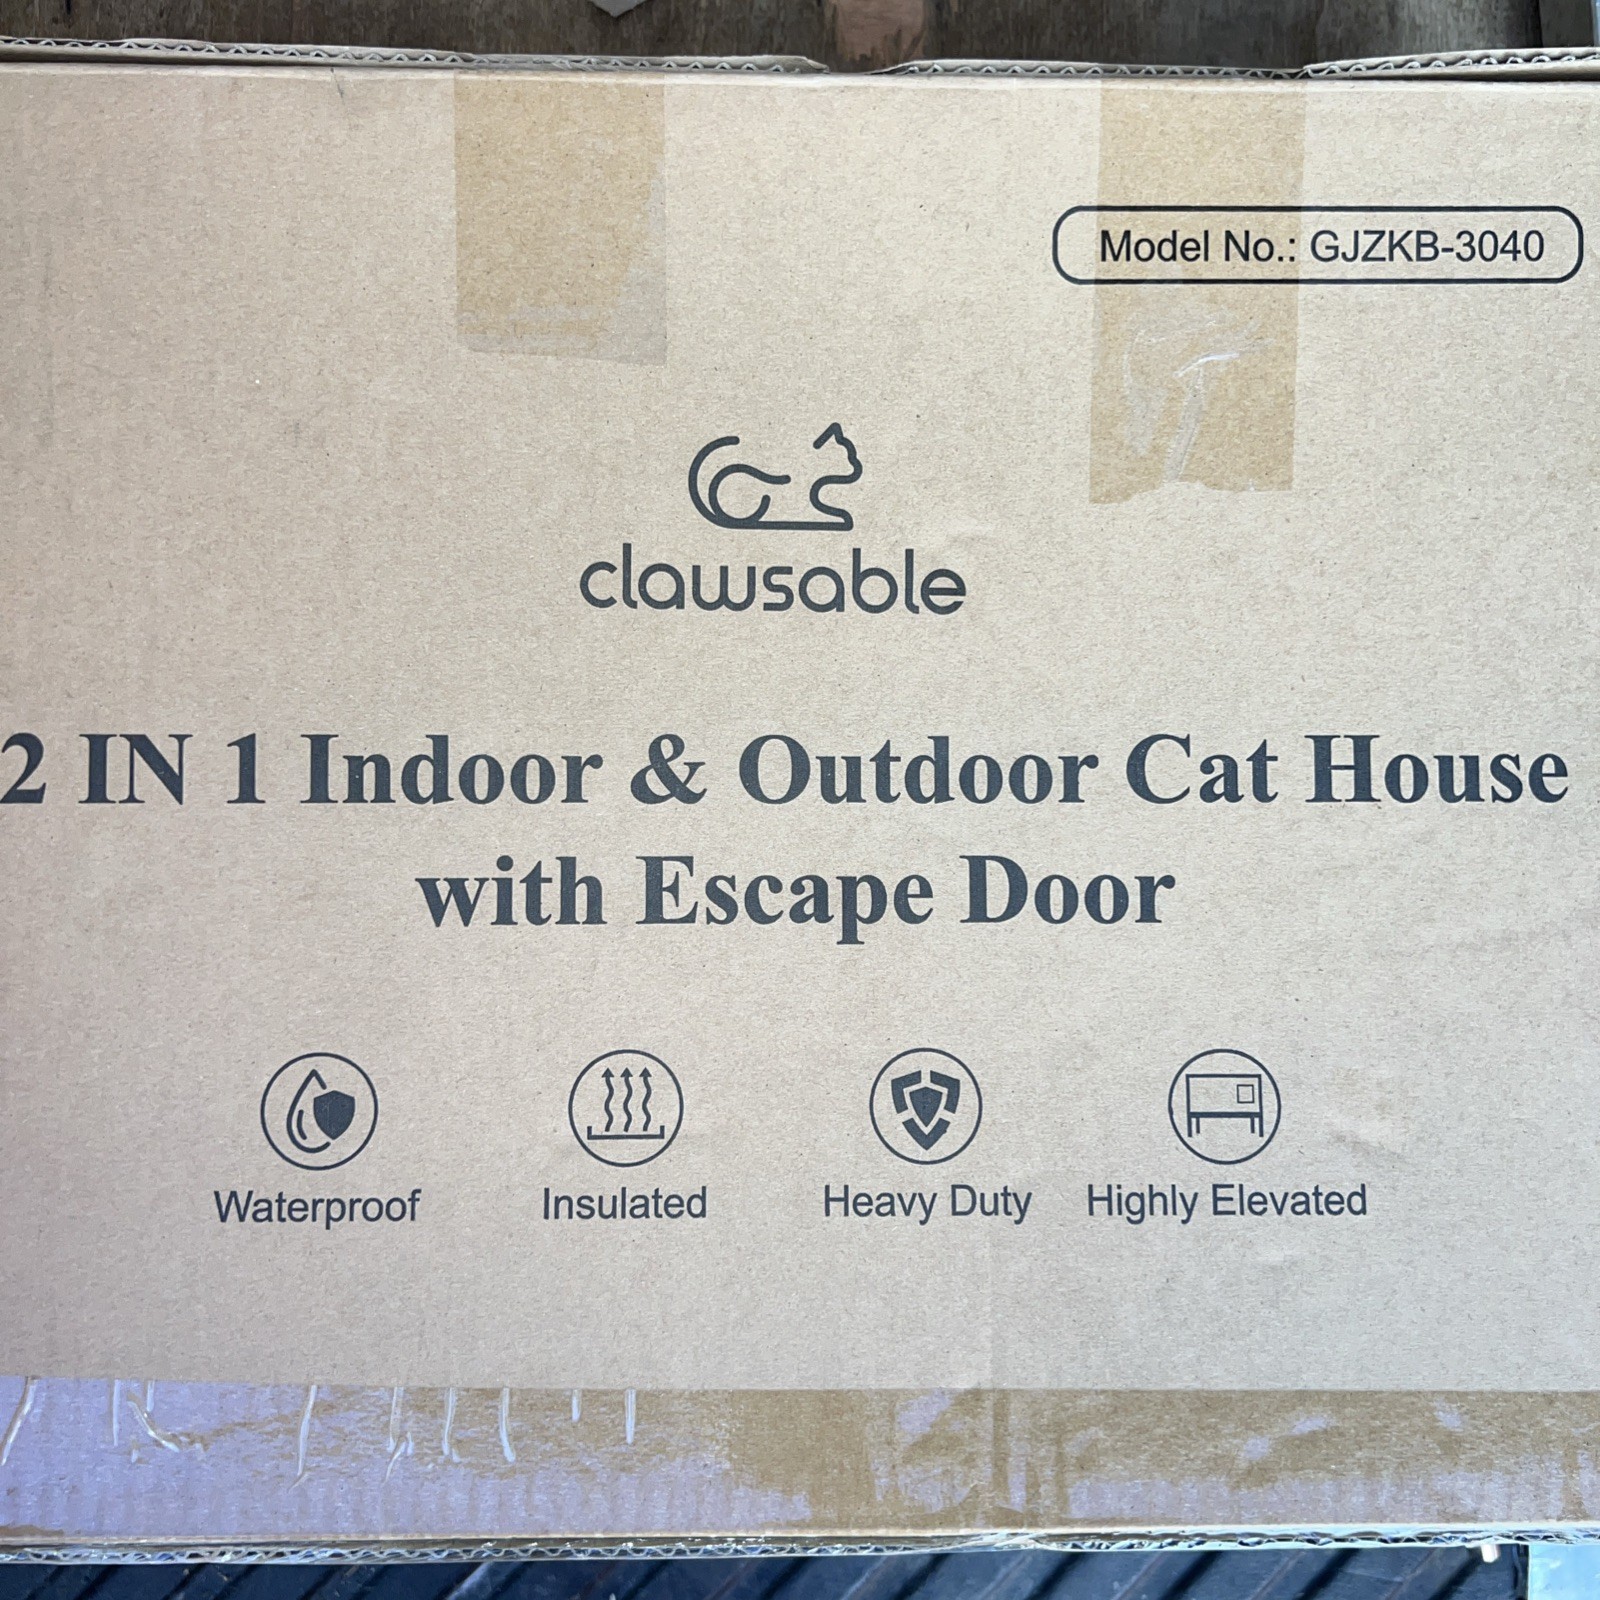 Model No.: GJZKB-3040
clawsable
2 IN 1 Indoor & Outdoor Cat House
with Escape Door
Waterproof Insulated Heavy Duty Highly Elevated